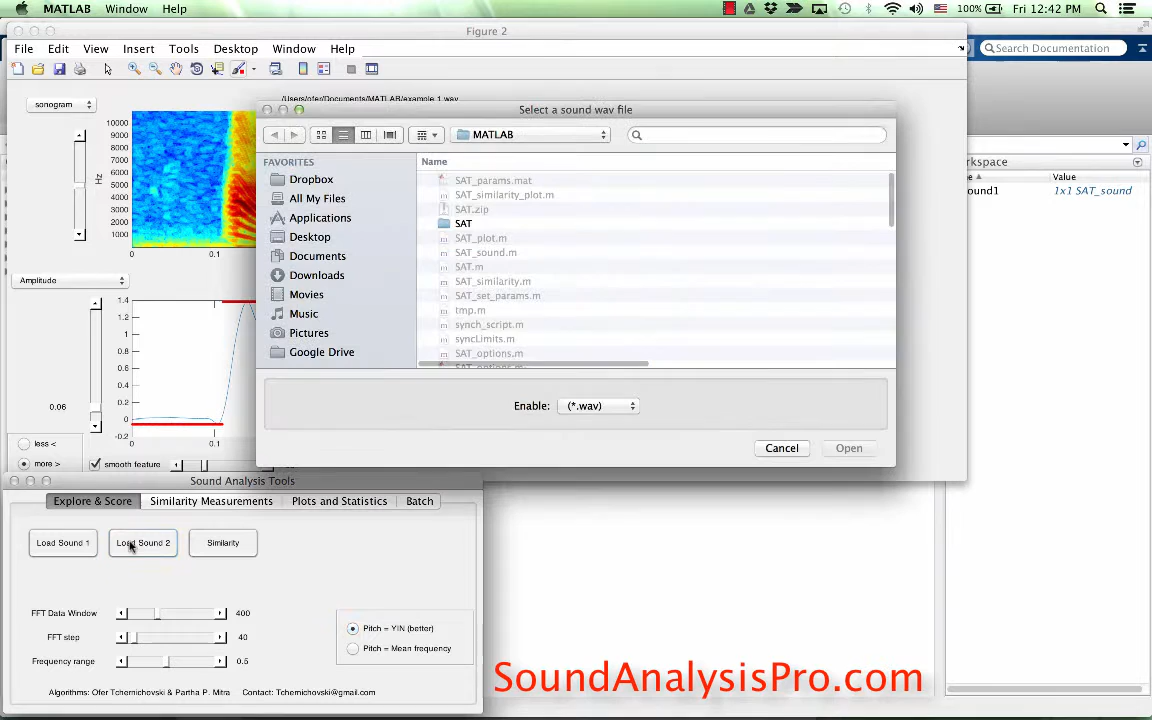 MATLAB Window Help 100% Fri 12:42 PM
Figure 2
File Edit View Insert Tools Desktop Window Help
Search Documentation
sonogram
/Users/ofer/Documents/MATLAB/example 1.wav
Select a sound wav file
MATLAB
FAVORITES
Dropbox
All My Files
Applications
Desktop
Documents
Downloads
Movies
Music
Pictures
Google Drive
Name
SAT_params.mat
SAT_similarity_plot.m
SAT.zip
SAT
SAT_plot.m
SAT_sound.m
SAT.m
SAT_similarity.m
SAT_set_params.m
tmp.m
synch_script.m
syncLimits.m
SAT_options.m
Enable: (*.wav)
Cancel Open
rkspace
e Value
ound1 1x1 SAT_sound
Hz
10000
9000
8000
7000
6000
5000
4000
3000
2000
1000
0 0.1
Amplitude
1.4
1.2
1
0.8
0.6
0.4
0.2
0
-0.2
0 0.1
0.06
less <
more > smooth feature
Sound Analysis Tools
Explore & Score Similarity Measurements Plots and Statistics Batch
Load Sound 1 Load Sound 2 Similarity
FFT Data Window 400
FFT step 40
Frequency range 0.5
Pitch = YIN (better)
Pitch = Mean frequency
Algorithms: Ofer Tchernichovski & Partha P. Mitra Contact: Tchernichovski@gmail.com
SoundAnalysisPro.com